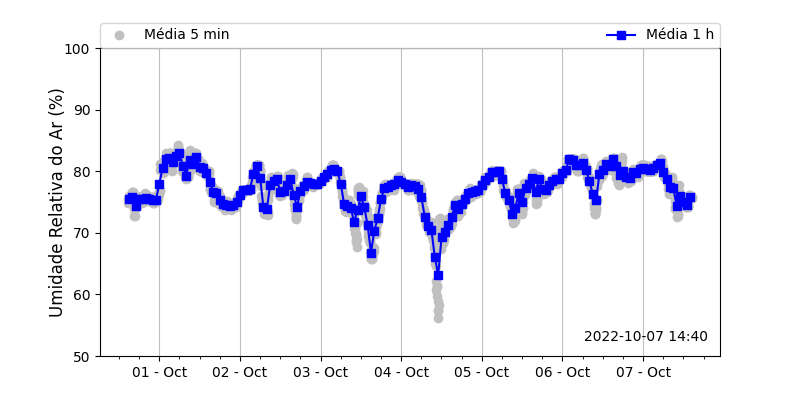 Média 5 min
Média 1 h
Umidade Relativa do Ar (%)
100
90
80
70
60
50
2022-10-07 14:40
01 - Oct
02 - Oct
03 - Oct
04 - Oct
05 - Oct
06 - Oct
07 - Oct